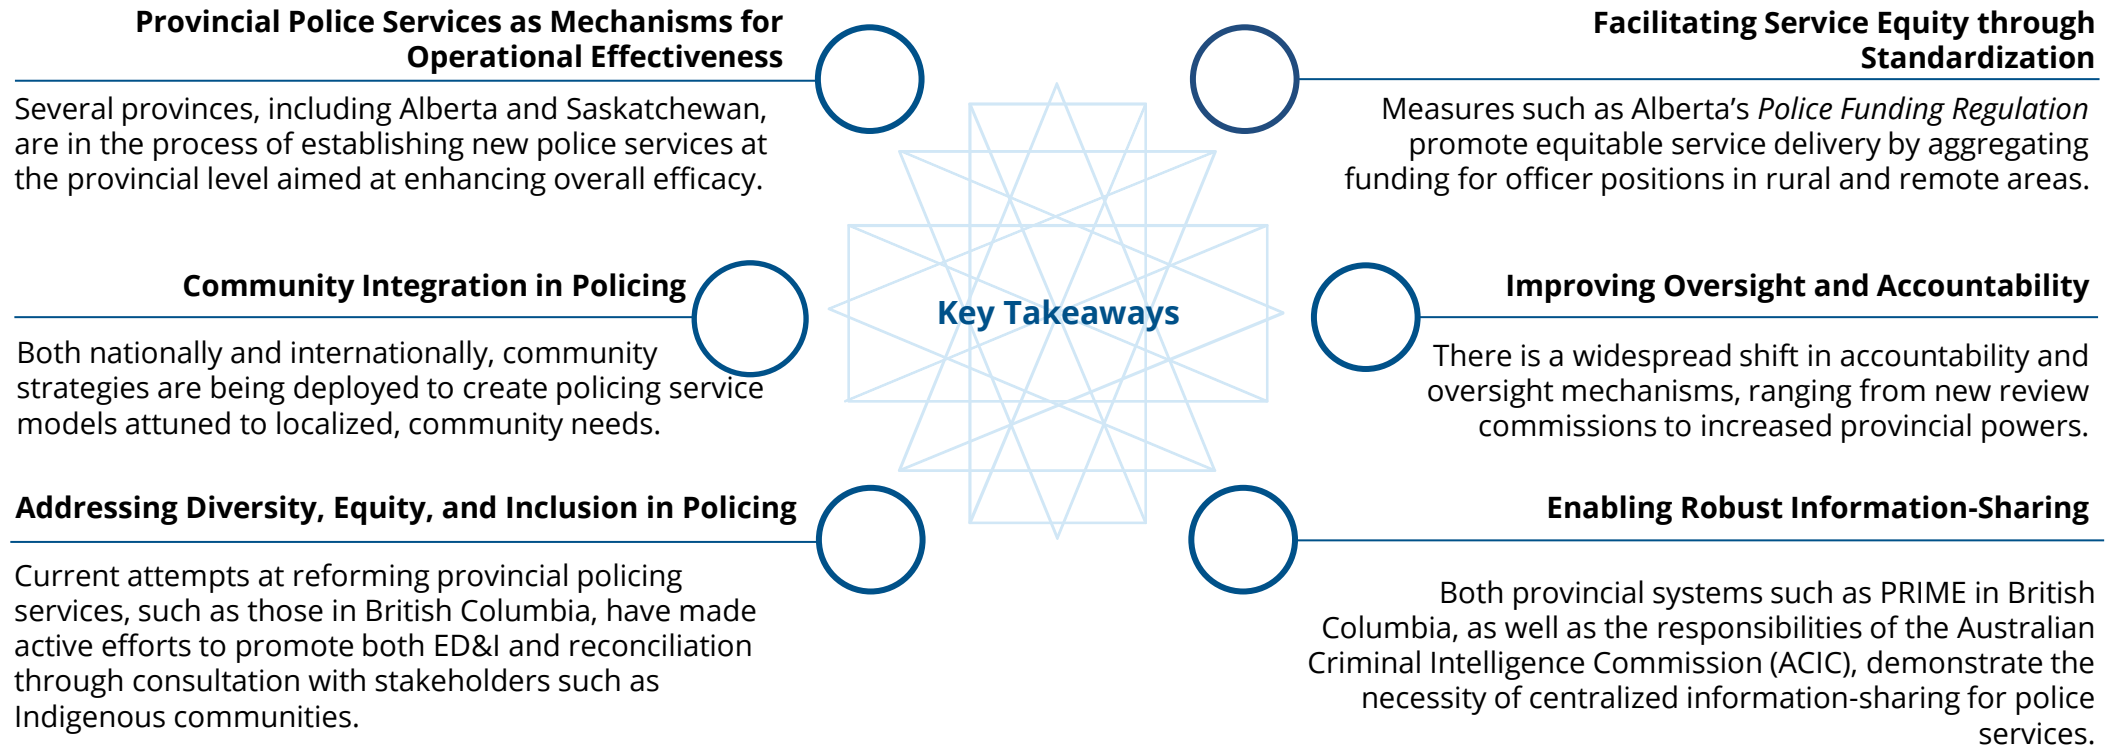 Provincial Police Services as Mechanisms for
Operational Effectiveness
Several provinces, including Alberta and Saskatchewan,
are in the process of establishing new police services at
the provincial level aimed at enhancing overall efficacy.
Community Integration in Policing
Both nationally and internationally, community
strategies are being deployed to create policing service
models attuned to localized, community needs.
Addressing Diversity, Equity, and Inclusion in Policing
Current attempts at reforming provincial policing
services, such as those in British Columbia, have made
active efforts to promote both ED&I and reconciliation
through consultation with stakeholders such as
Indigenous communities.
Key Takeaways
Facilitating Service Equity through
Standardization
Measures such as Alberta’s Police Funding Regulation
promote equitable service delivery by aggregating
funding for officer positions in rural and remote areas.
Improving Oversight and Accountability
There is a widespread shift in accountability and
oversight mechanisms, ranging from new review
commissions to increased provincial powers.
Enabling Robust Information-Sharing
Both provincial systems such as PRIME in British
Columbia, as well as the responsibilities of the Australian
Criminal Intelligence Commission (ACIC), demonstrate the
necessity of centralized information-sharing for police
services.